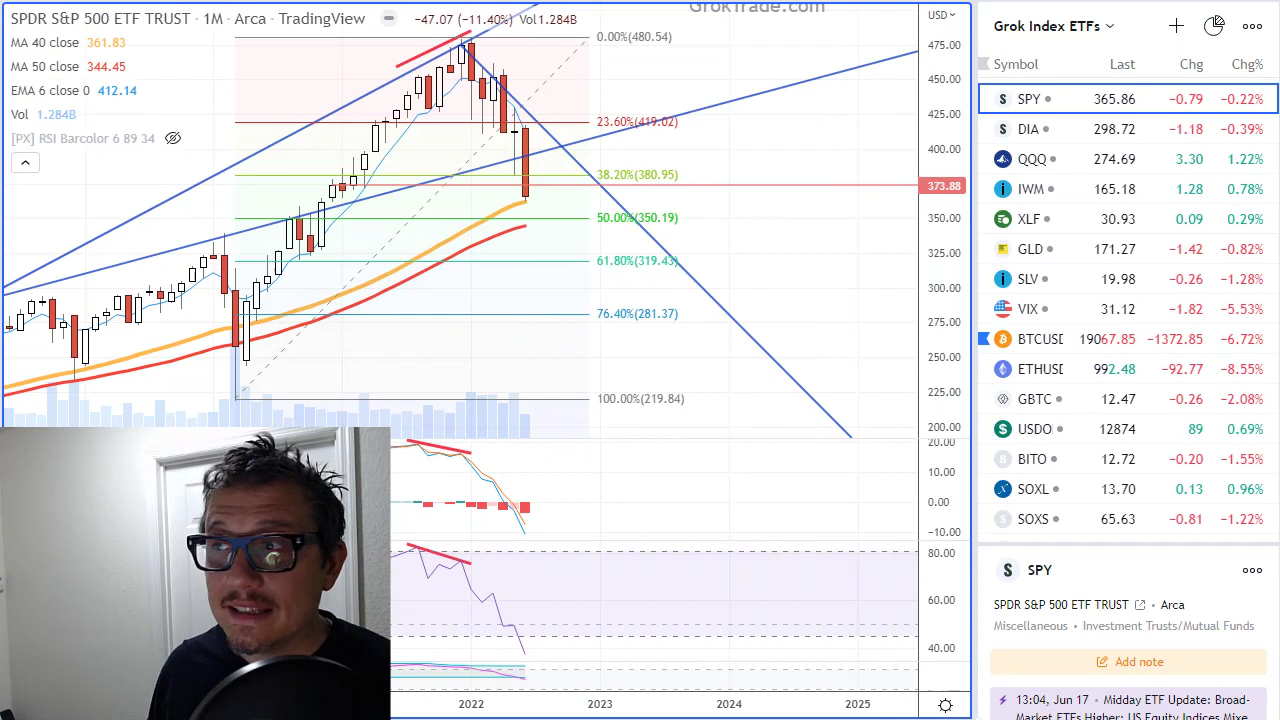 GrokTrade.com
SPDR S&P 500 ETF TRUST · 1M · Arca · TradingView −47.07 (−11.40%) Vol1.284B
MA 40 close 361.83
MA 50 close 344.45
EMA 6 close 0 412.14
Vol 1.284B
[PX] RSI Barcolor 6 89 34
0.00%(480.54)
23.60%(419.02)
38.20%(380.95)
50.00%(350.19)
61.80%(319.43)
76.40%(281.37)
100.00%(219.84)
USD
475.00
450.00
425.00
400.00
373.88
350.00
325.00
300.00
275.00
250.00
225.00
200.00
20.00
10.00
0.00
−10.00
80.00
60.00
40.00
2022 2023 2024 2025
Grok Index ETFs
Symbol Last Chg Chg%
S SPY 365.86 −0.79 −0.22%
S DIA 298.72 −1.18 −0.39%
QQQ 274.69 3.30 1.22%
IWM 165.18 1.28 0.78%
XLF 30.93 0.09 0.29%
GLD 171.27 −1.42 −0.82%
SLV 19.98 −0.26 −1.28%
VIX 31.12 −1.82 −5.53%
BTCUSD 19067.85 −1372.85 −6.72%
ETHUSD 992.48 −92.77 −8.55%
GBTC 12.47 −0.26 −2.08%
USDO 12874 89 0.69%
BITO 12.72 −0.20 −1.55%
SOXL 13.70 0.13 0.96%
S SOXS 65.63 −0.81 −1.22%
S SPY
SPDR S&P 500 ETF TRUST • Arca
Miscellaneous • Investment Trusts/Mutual Funds
Add note
13:04, Jun 17 • Midday ETF Update: Broad-
Market ETFs Higher; US Equity Indices Mixe